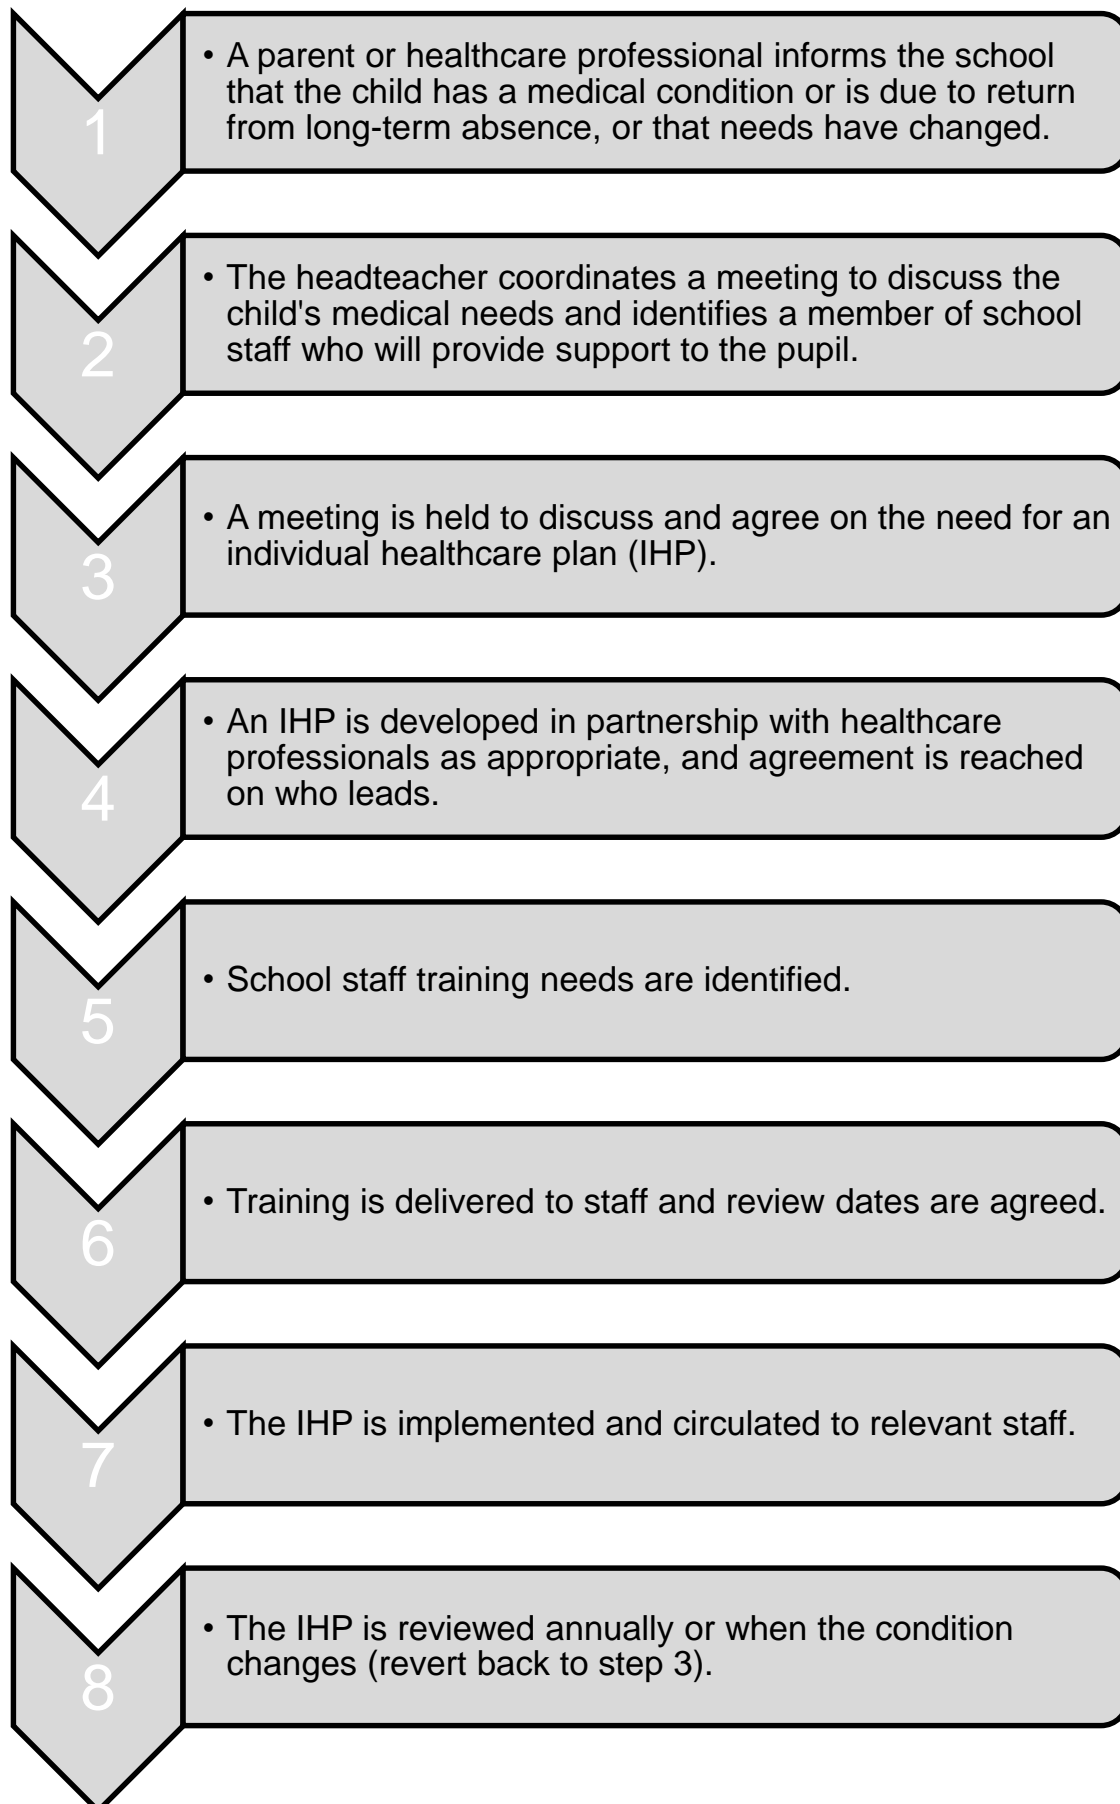 1
• A parent or healthcare professional informs the school
that the child has a medical condition or is due to return
from long-term absence, or that needs have changed.
2
• The headteacher coordinates a meeting to discuss the
child's medical needs and identifies a member of school
staff who will provide support to the pupil.
3
• A meeting is held to discuss and agree on the need for an
individual healthcare plan (IHP).
4
• An IHP is developed in partnership with healthcare
professionals as appropriate, and agreement is reached
on who leads.
5
• School staff training needs are identified.
6
• Training is delivered to staff and review dates are agreed.
7
• The IHP is implemented and circulated to relevant staff.
8
• The IHP is reviewed annually or when the condition
changes (revert back to step 3).